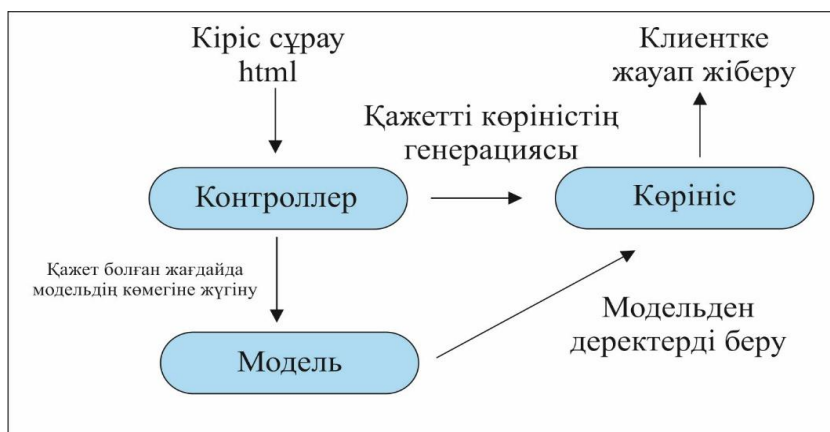 Кіріс сұрау
html
Клиентке
жауап жіберу
Қажетті көріністің
генерациясы
Контроллер
Көрініс
Қажет болған жағдайда
модельдің көмегіне жүгіну
Модельден
деректерді беру
Модель